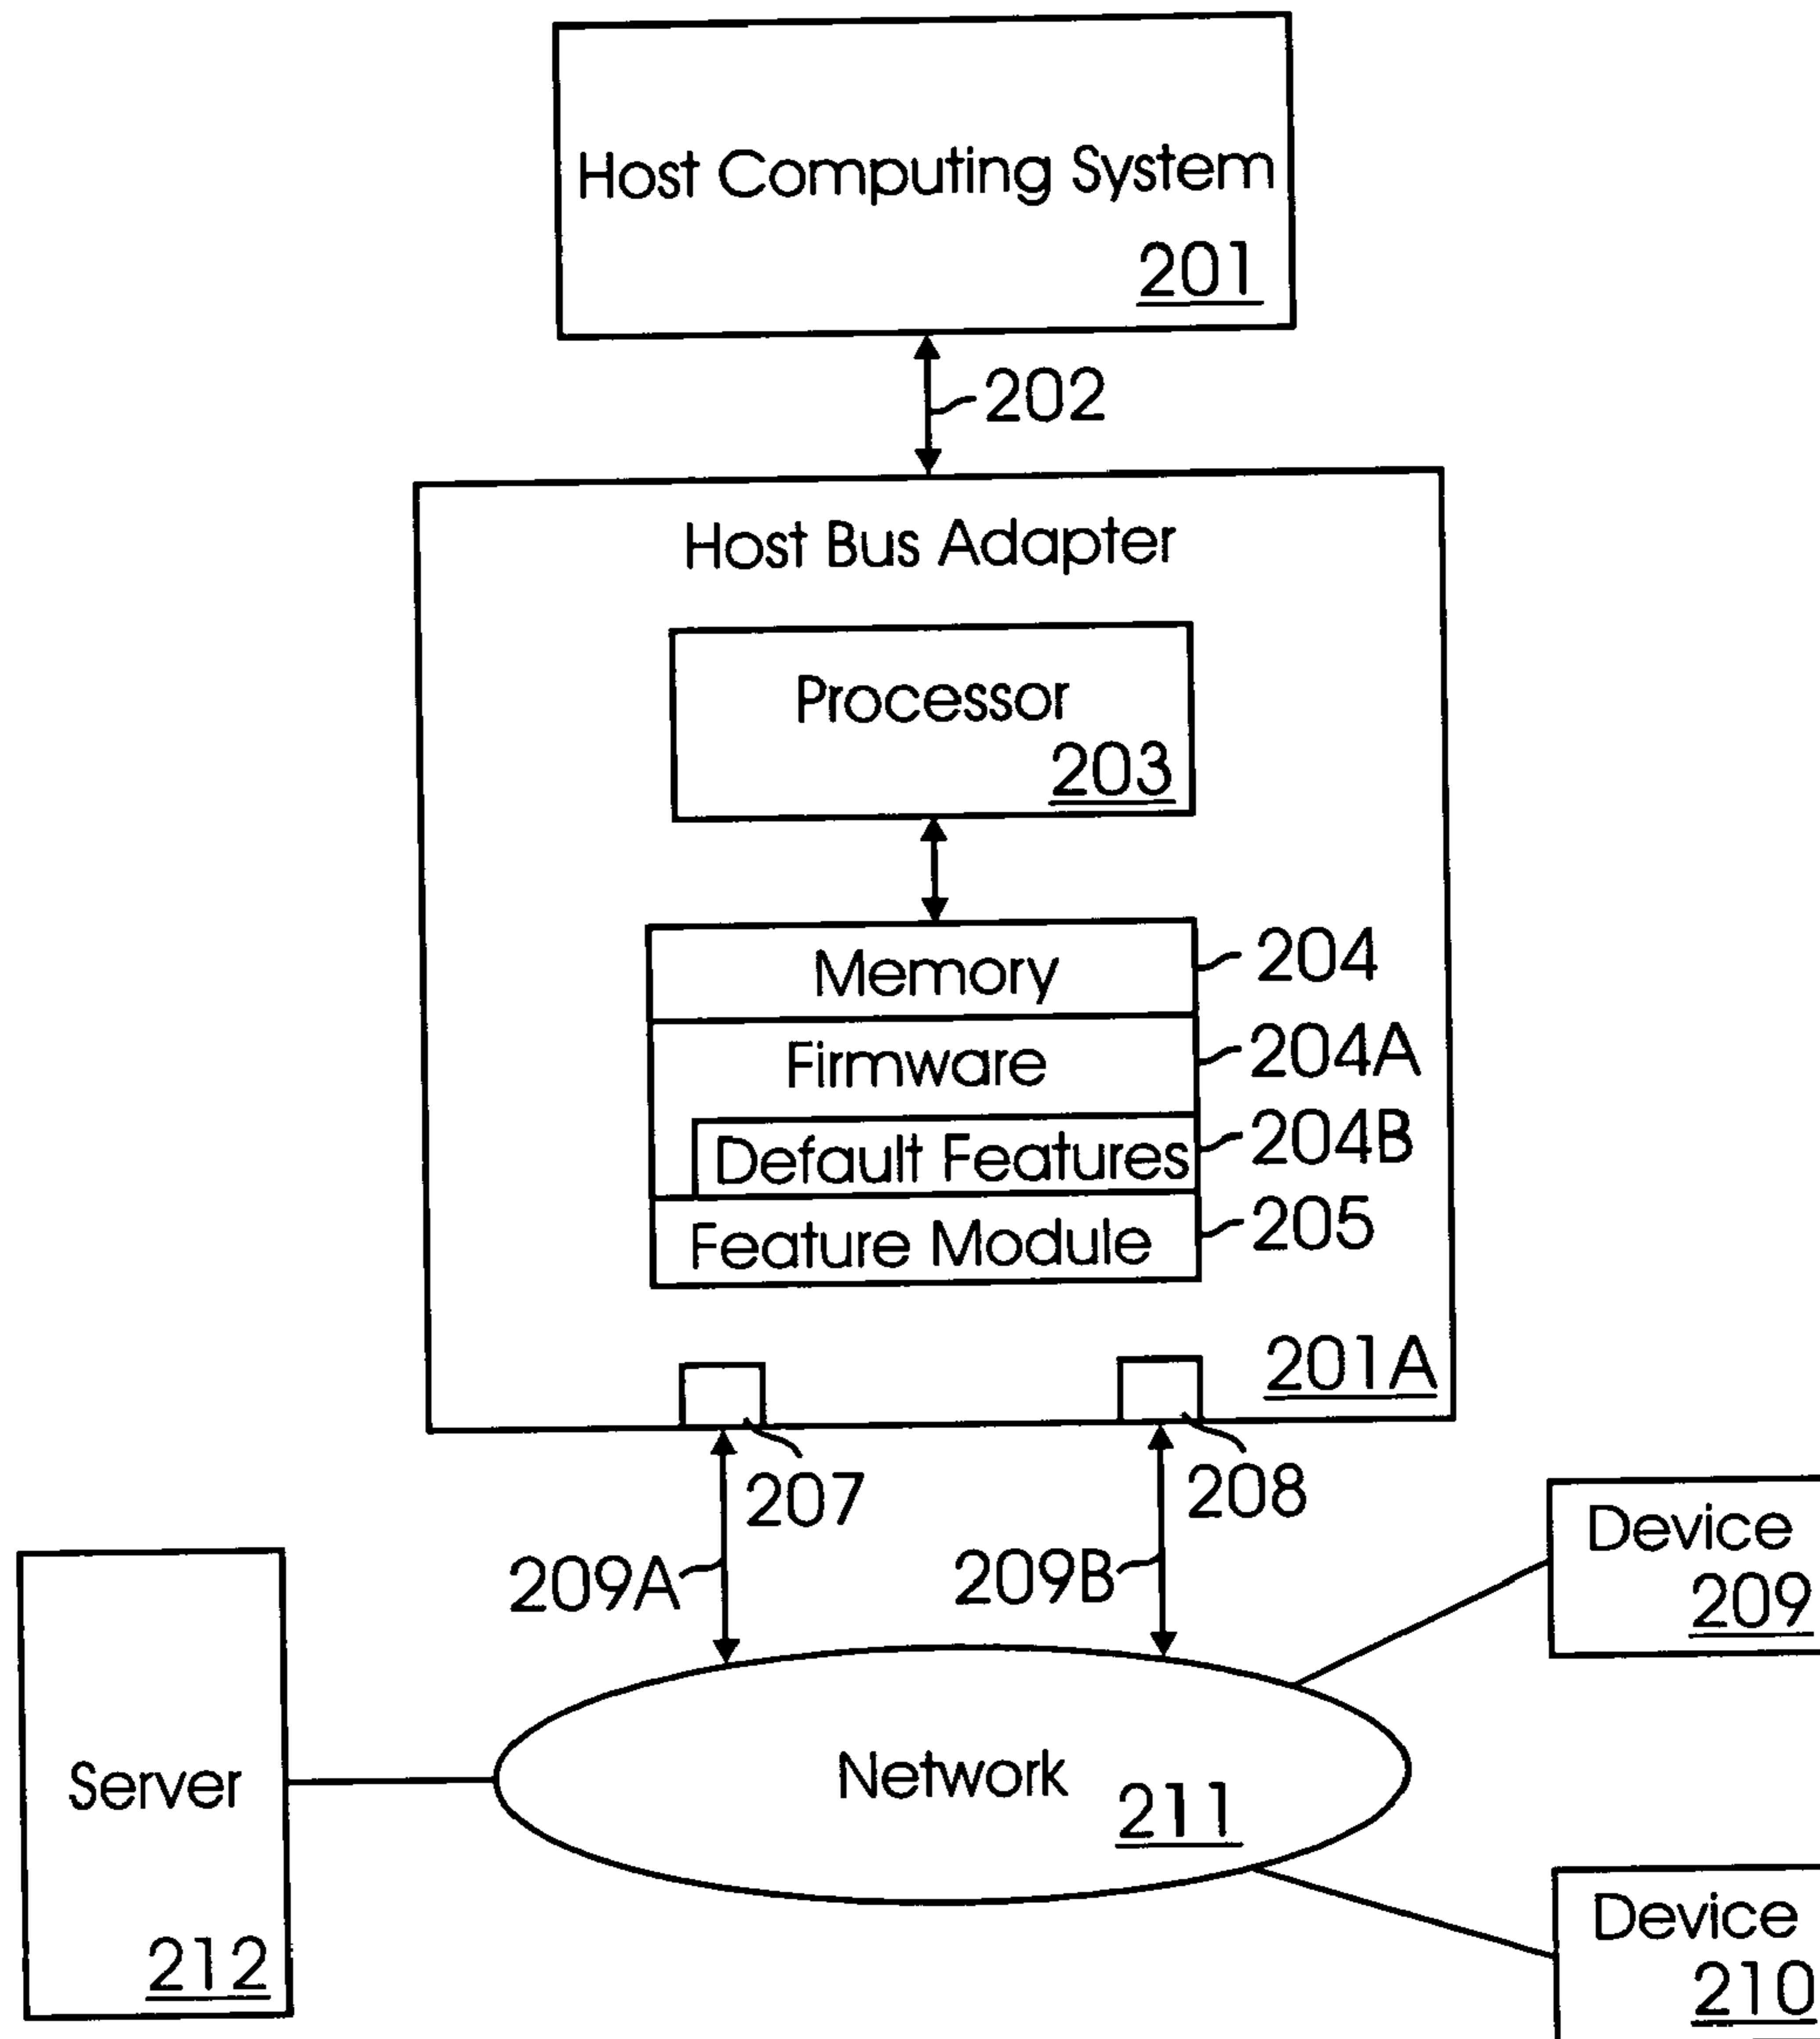 Host Computing System
201
202
Host Bus Adapter
Processor
203
Memory
204
Firmware
204A
Default Features
204B
Feature Module
205
201A
207
208
209A
209B
Device
209
Server
212
Network
211
Device
210